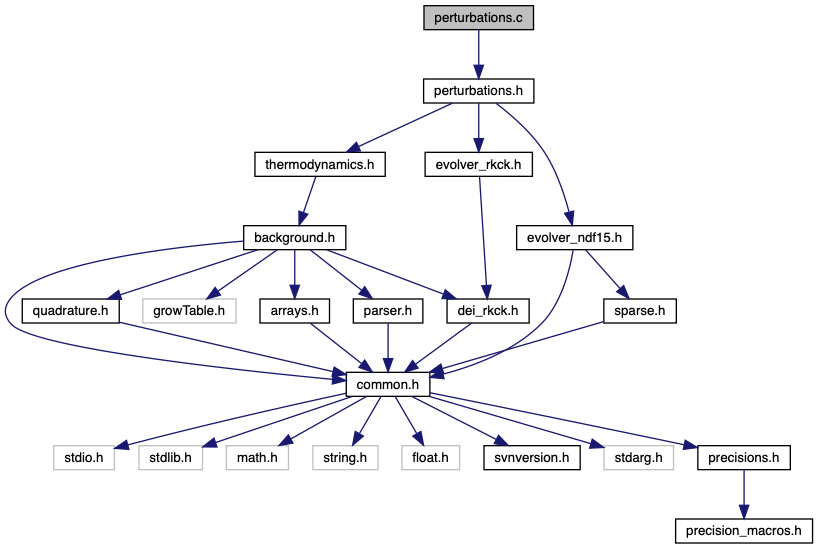 perturbations.c
perturbations.h
thermodynamics.h
evolver_rkck.h
background.h
evolver_ndf15.h
quadrature.h
growTable.h
arrays.h
parser.h
dei_rkck.h
sparse.h
common.h
stdio.h
stdlib.h
math.h
string.h
float.h
svnversion.h
stdarg.h
precisions.h
precision_macros.h